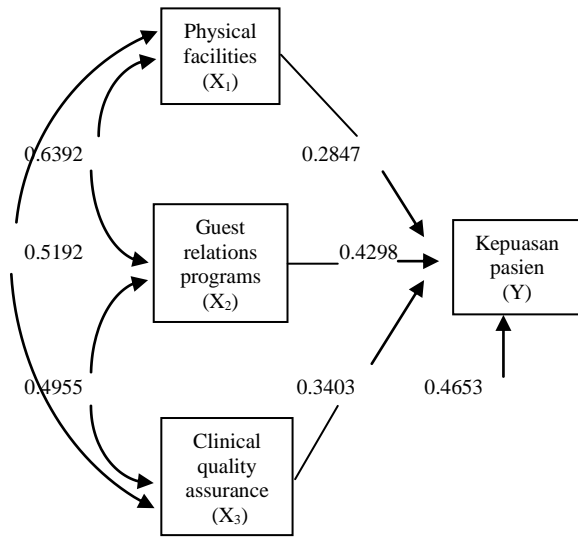 Physical
facilities
(X₁)
0.6392
0.2847
Guest
relations
programs
(X₂)
0.5192
0.4298
Kepuasan
pasien
(Y)
0.4955
0.3403
0.4653
Clinical
quality
assurance
(X₃)